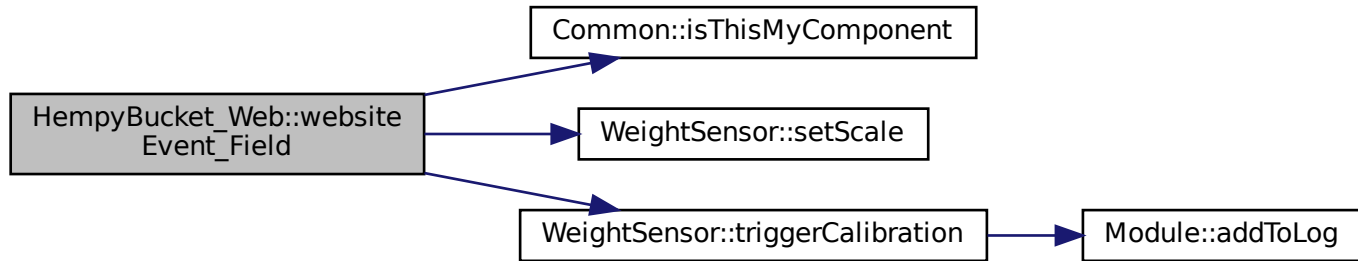 Common::isThisMyComponent
HempyBucket_Web::website
Event_Field
WeightSensor::setScale
WeightSensor::triggerCalibration
Module::addToLog